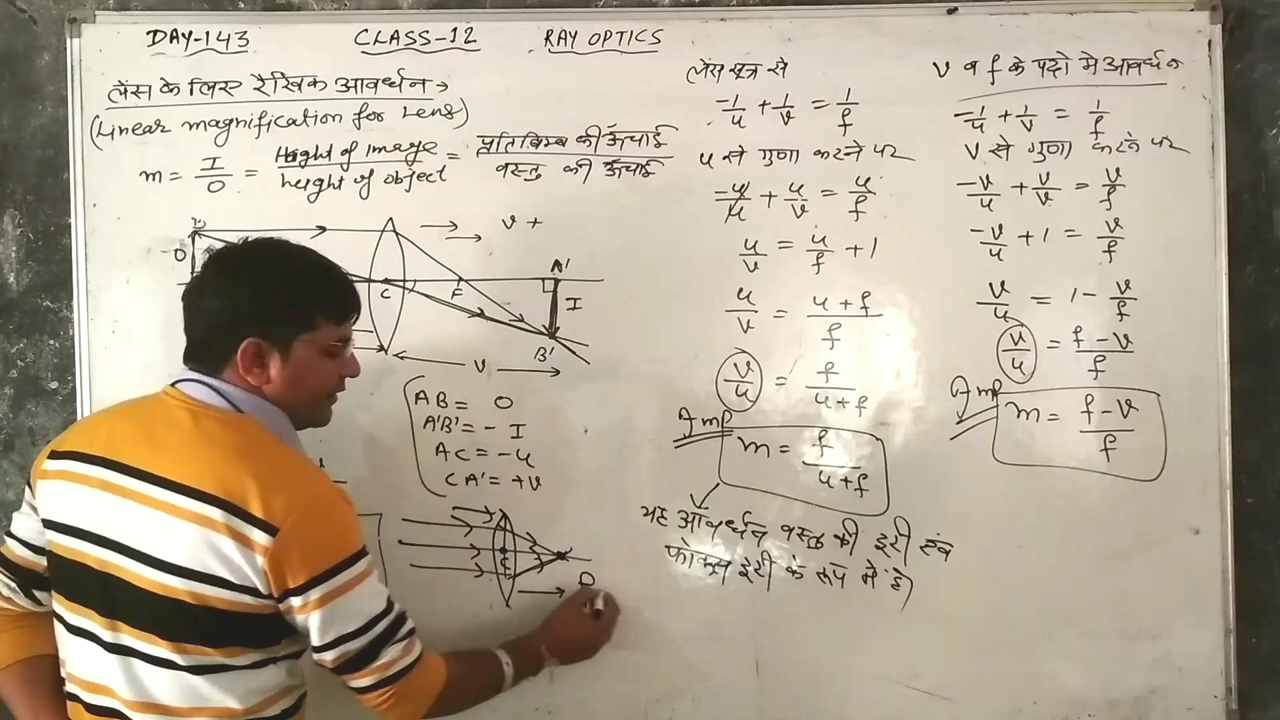 DAY-143 CLASS-12 RAY OPTICS
लेंस के लिए रैखिक आवर्धन →
(Linear magnification for Lens)
m = I/O = Height of Image/height of object = प्रतिबिम्ब की ऊँचाई/वस्तु की ऊँचाई
B
O
C
F
v +
A'
I
B'
v
AB = O
A'B' = - I
AC = -u
CA' = +v
C
लेंस सूत्र से
-1/u + 1/v = 1/f
u से गुणा करने पर
-u/u + u/v = u/f
u/v = u/f + 1
u/v = u+f/f
v/u = f/u+f
Imp
m = f/u+f
यह आवर्धन वस्तु की दूरी एवं
फोकस दूरी के रूप में है)
v व f के पदो मे आवर्धन
-1/u + 1/v = 1/f
v से गुणा करने पर
-v/u + v/v = v/f
-v/u + 1 = v/f
v/u = 1 - v/f
v/u = f-v/f
Imp
m = f-v/f